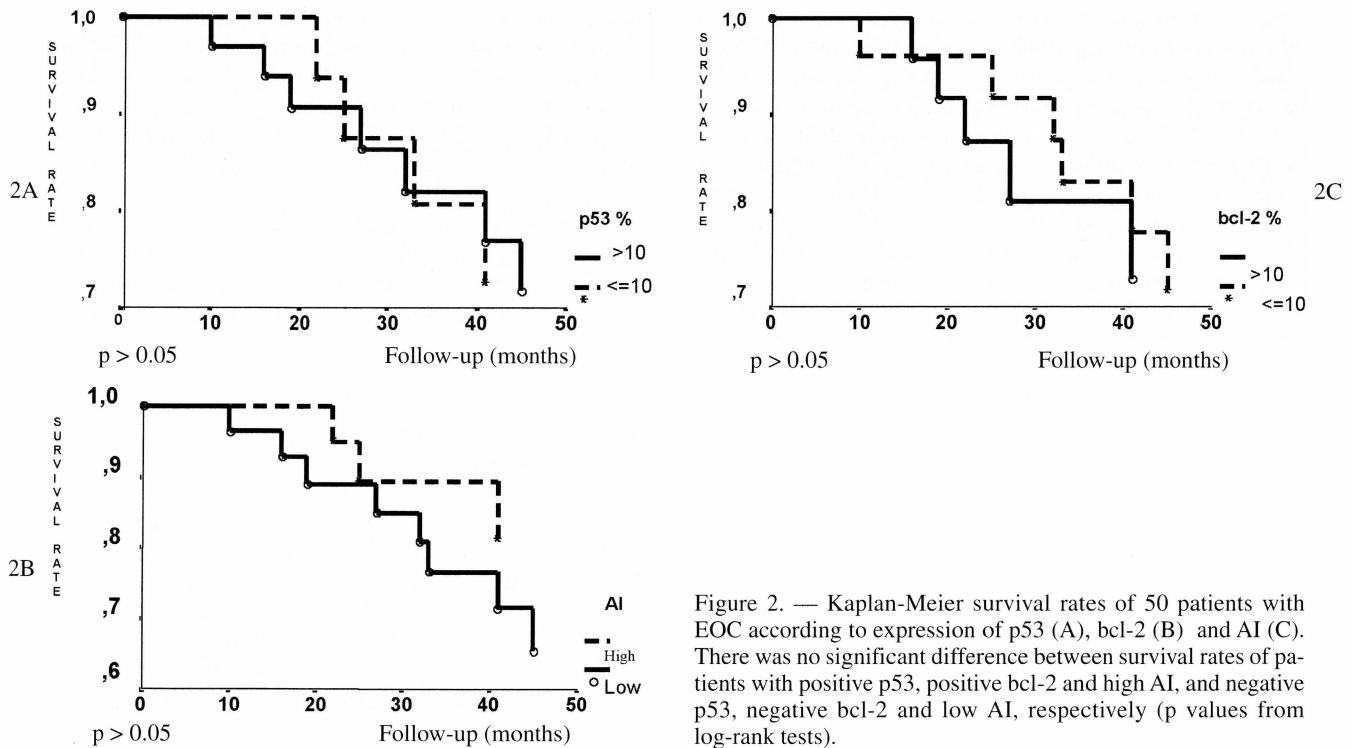 1,0
,9
,8
,7
SURVIVAL RATE
2A
p53 %
>10
<=10
*
0 10 20 30 40 50
p > 0.05 Follow-up (months)
1,0
,9
,8
,7
SURVIVAL RATE
2C
bcl-2 %
>10
* <=10
0 10 20 30 40 50
p > 0.05 Follow-up (months)
1,0
,9
,8
,7
,6
SURVIVAL RATE
2B
AI
High
Low
0 10 20 30 40 50
p > 0.05 Follow-up (months)
Figure 2. — Kaplan-Meier survival rates of 50 patients with
EOC according to expression of p53 (A), bcl-2 (B) and AI (C).
There was no significant difference between survival rates of pa-
tients with positive p53, positive bcl-2 and high AI, and negative
p53, negative bcl-2 and low AI, respectively (p values from
log-rank tests).